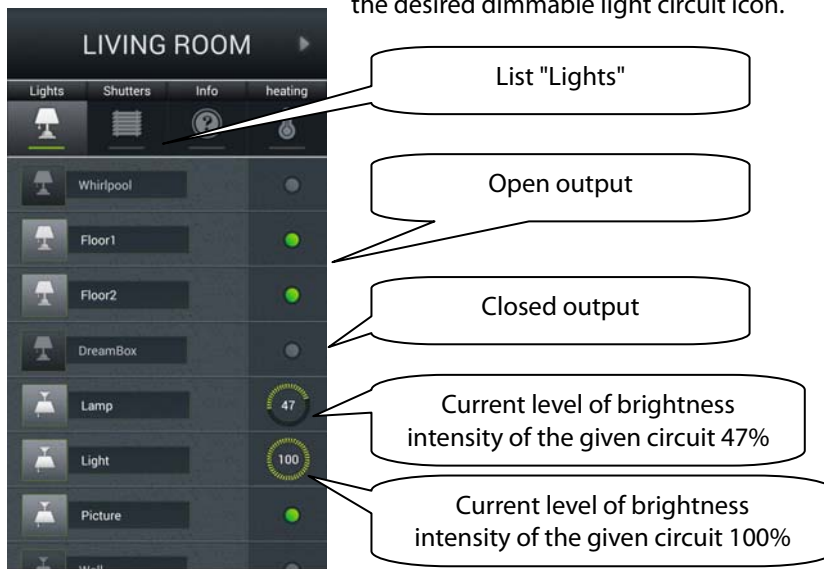 the desired dimmable light circuit icon.
LIVING ROOM
Lights Shutters Info heating
List "Lights"
Whirlpool
Open output
Floor1
Floor2
Closed output
DreamBox
Lamp
47
Current level of brightness
intensity of the given circuit 47%
Light
100
Picture
Current level of brightness
intensity of the given circuit 100%